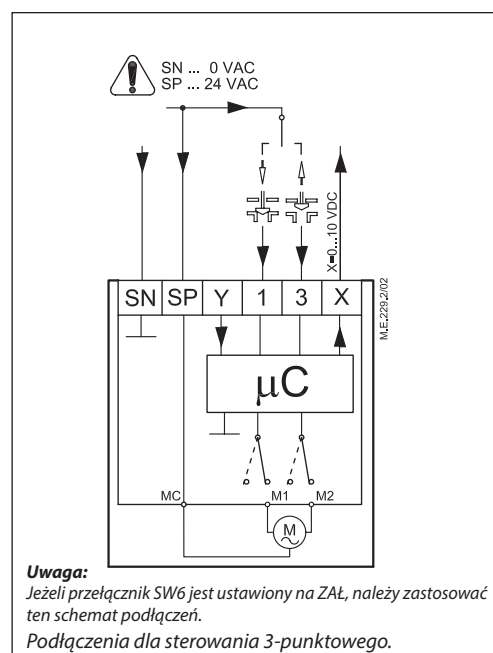 SN ... 0 VAC
SP ... 24 VAC
X=0...10 VDC
SN SP Y 1 3 X
M.E.229.2/02
μC
MC M1 M2
M
Uwaga:
Jeżeli przełącznik SW6 jest ustawiony na ZAŁ, należy zastosować
ten schemat podłączeń.
Podłączenia dla sterowania 3-punktowego.